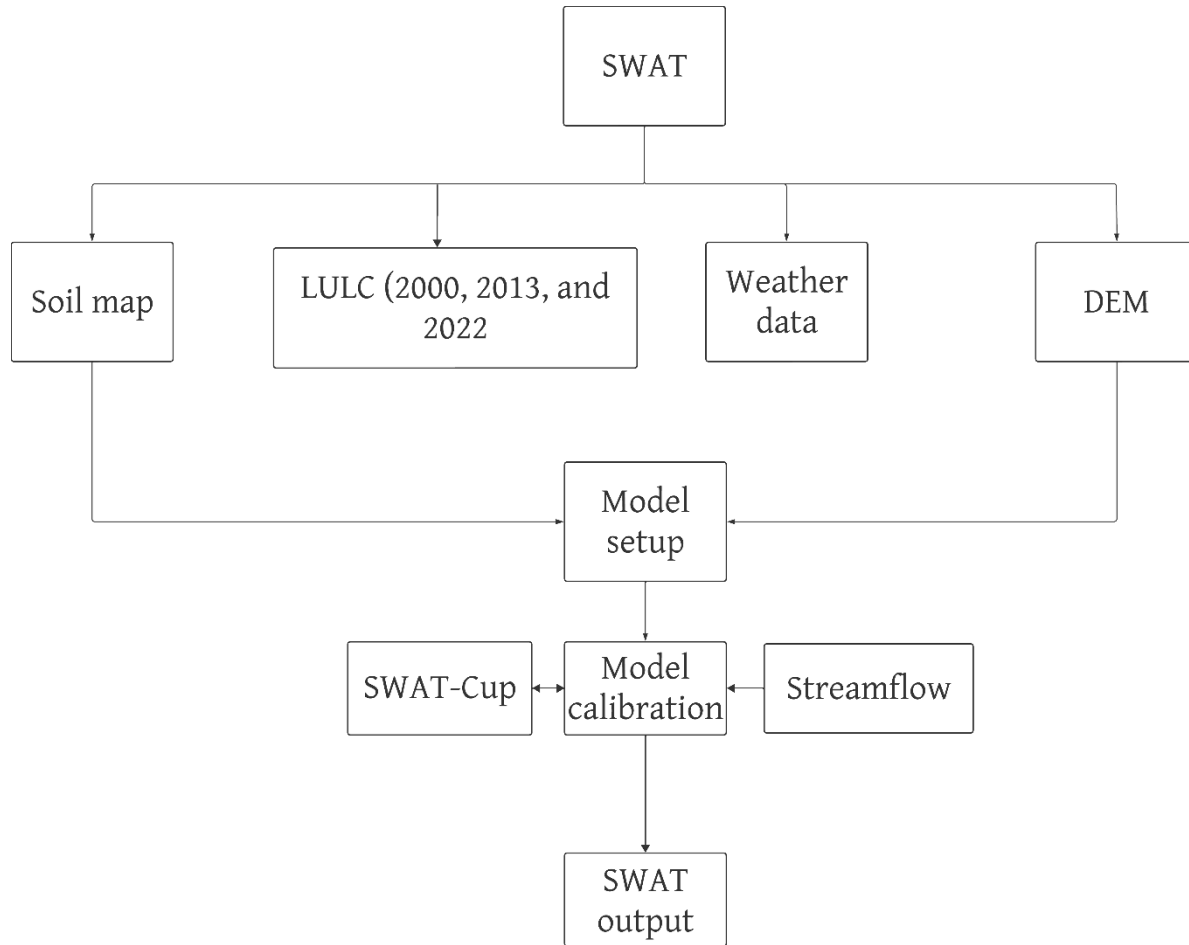 SWAT
Soil map
LULC (2000, 2013, and
2022
Weather
data
DEM
Model
setup
SWAT-Cup
Model
calibration
Streamflow
SWAT
output